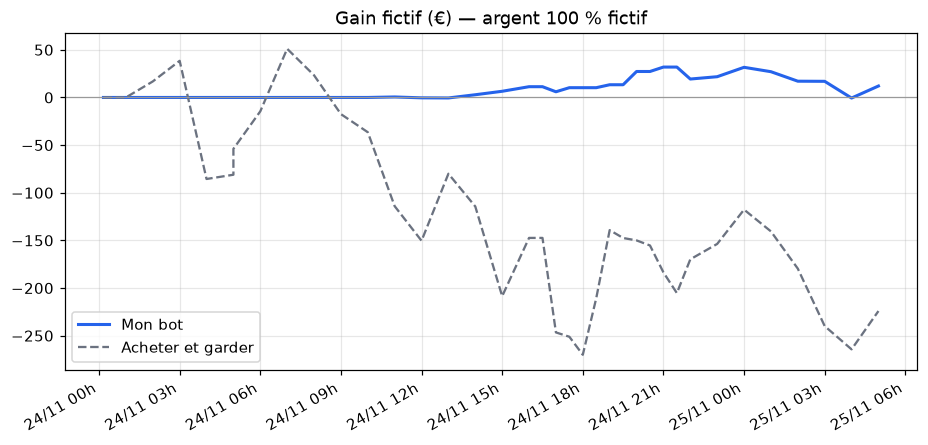 Gain fictif (€) — argent 100 % fictif
50
0
−50
−100
−150
−200
−250
Mon bot
Acheter et garder
24/11 00h
24/11 03h
24/11 06h
24/11 09h
24/11 12h
24/11 15h
24/11 18h
24/11 21h
25/11 00h
25/11 03h
25/11 06h